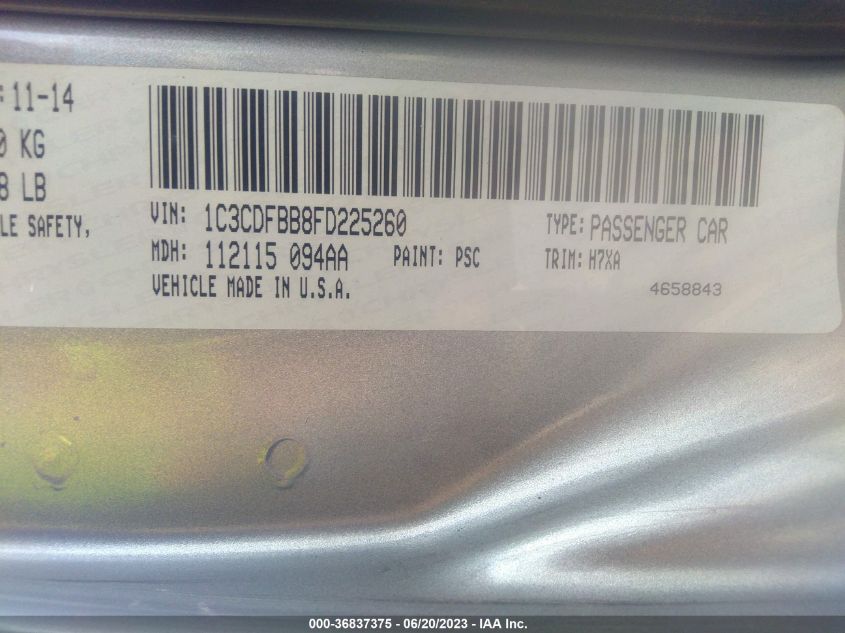 : 11-14
0 KG
8 LB
LE SAFETY,
VIN: 1C3CDFBB8FD225260 TYPE: PASSENGER CAR
MDH: 112115 094AA PAINT: PSC TRIM: H7XA
VEHICLE MADE IN U.S.A. 4658843
000-36837375 - 06/20/2023 - IAA Inc.